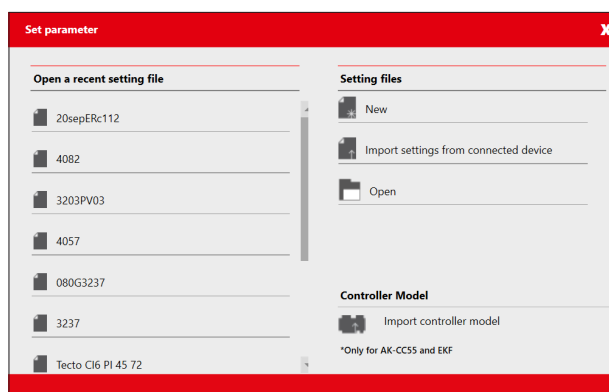 Set parameter
X
Open a recent setting file
20sepERc112
4082
3203PV03
4057
080G3237
3237
Tecto CI6 PI 45 72
Setting files
New
Import settings from connected device
Open
Controller Model
Import controller model
*Only for AK-CC55 and EKF